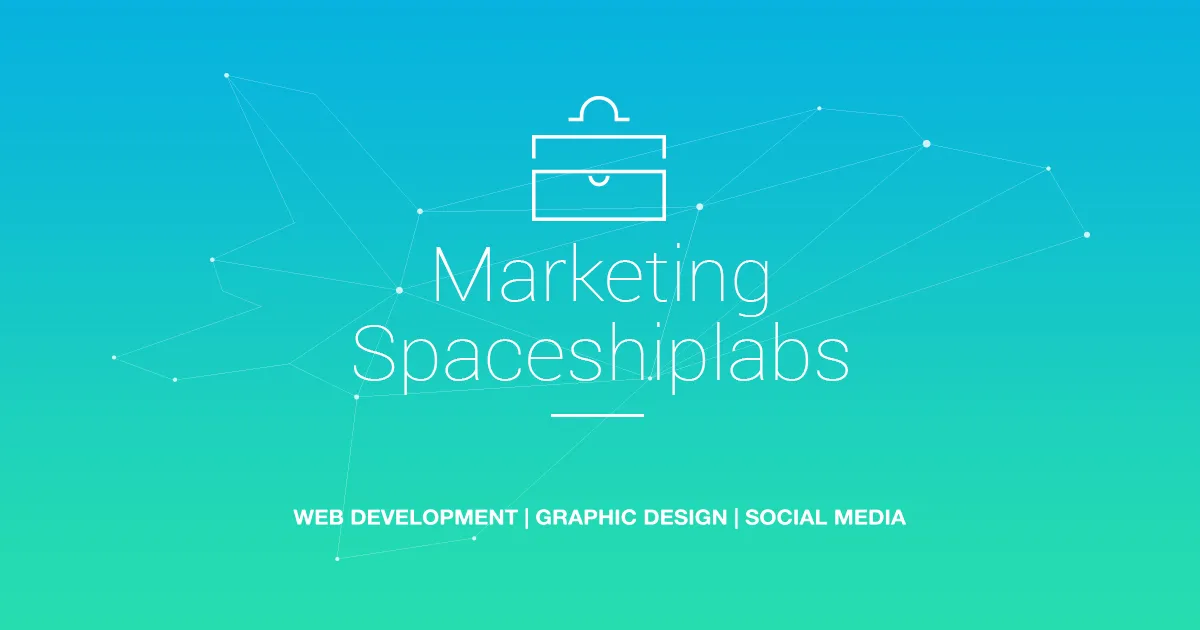 Marketing
Spaceshiplabs
WEB DEVELOPMENT | GRAPHIC DESIGN | SOCIAL MEDIA